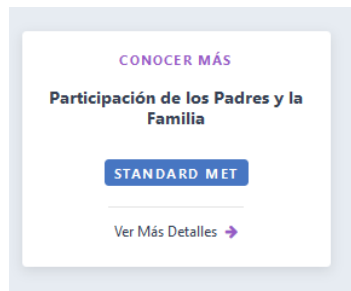 CONOCER MÁS
Participación de los Padres y la
Familia
STANDARD MET
Ver Más Detalles